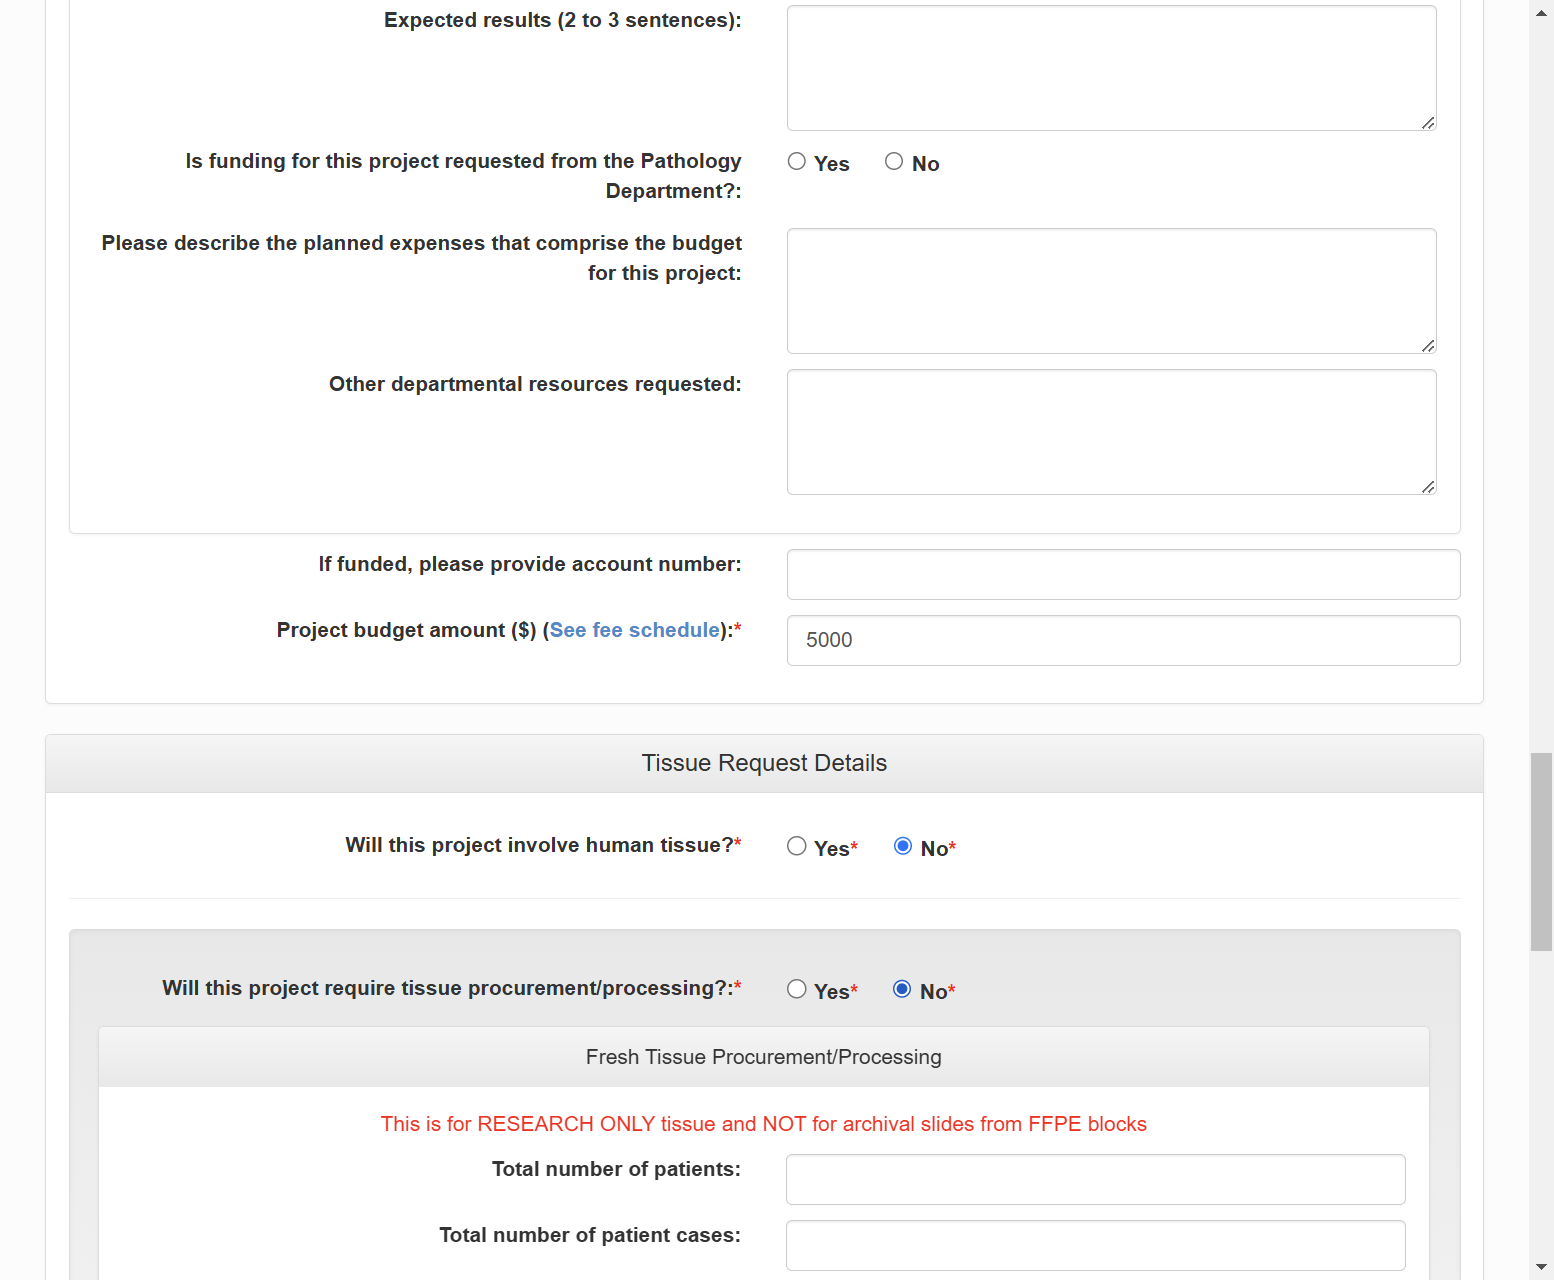 Expected results (2 to 3 sentences):
Is funding for this project requested from the Pathology
Department?:
Yes No
Please describe the planned expenses that comprise the budget
for this project:
Other departmental resources requested:
If funded, please provide account number:
Project budget amount ($) (See fee schedule):*
5000
Tissue Request Details
Will this project involve human tissue?*
Yes* No*
Will this project require tissue procurement/processing?:*
Yes* No*
Fresh Tissue Procurement/Processing
This is for RESEARCH ONLY tissue and NOT for archival slides from FFPE blocks
Total number of patients:
Total number of patient cases: